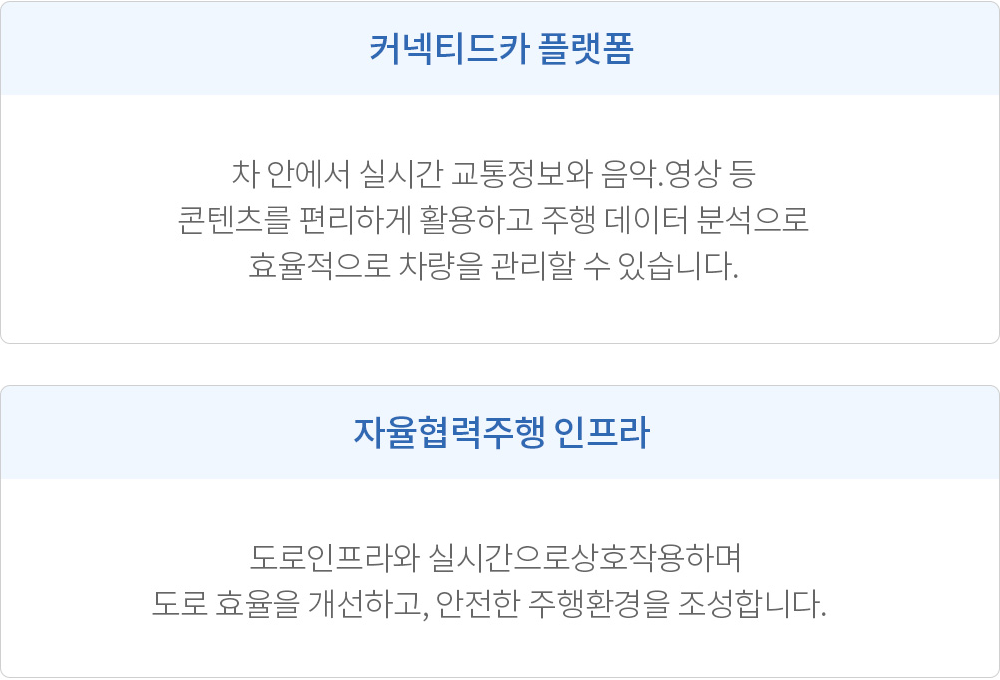 커넥티드카 플랫폼
차 안에서 실시간 교통정보와 음악.영상 등
콘텐츠를 편리하게 활용하고 주행 데이터 분석으로
효율적으로 차량을 관리할 수 있습니다.
자율협력주행 인프라
도로인프라와 실시간으로상호작용하며
도로 효율을 개선하고, 안전한 주행환경을 조성합니다.